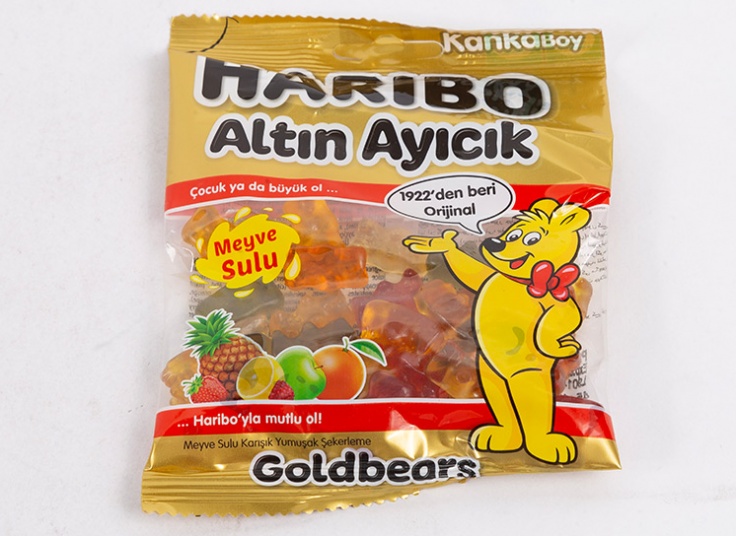 KankaBoy
HARIBO
Altın Ayıcık
Çocuk ya da büyük ol ...
1922'den beri
Orijinal
Meyve
Sulu
... Haribo'yla mutlu ol!
Meyve Sulu Karışık Yumuşak Şekerleme
Goldbears